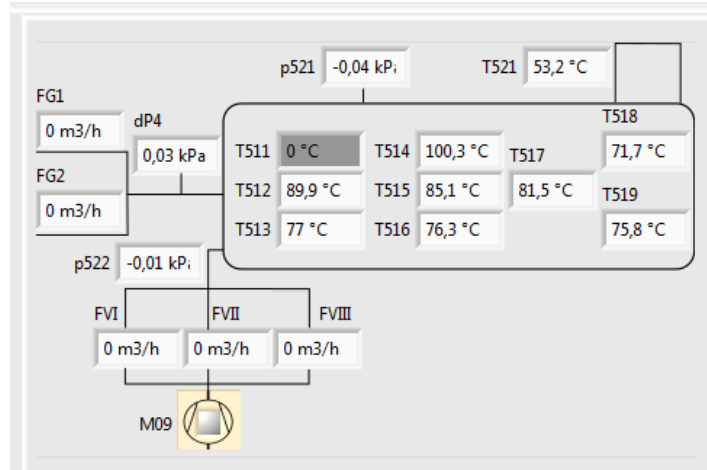 p521 -0,04 kPa T521 53,2 °C
FG1
0 m3/h
dP4
0,03 kPa
FG2
0 m3/h
T518
T511 0 °C T514 100,3 °C T517 71,7 °C
T512 89,9 °C T515 85,1 °C 81,5 °C T519
T513 77 °C T516 76,3 °C 75,8 °C
p522 -0,01 kPa
FVI FVII FVIII
0 m3/h 0 m3/h 0 m3/h
M09